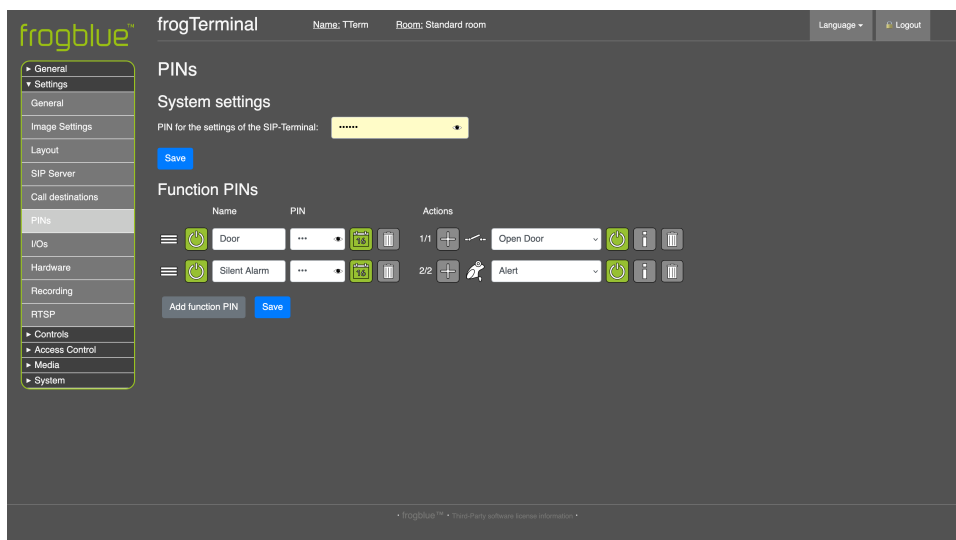 frogblue™
frogTerminal
Name: TTerm
Room: Standard room
Language
Logout
General
Settings
General
Image Settings
Layout
SIP Server
Call destinations
PINs
I/Os
Hardware
Recording
RTSP
Controls
Access Control
Media
System
PINs
System settings
PIN for the settings of the SIP-Terminal: ••••••
Save
Function PINs
Name PIN Actions
Door ••• 16 1/1 Open Door i
Silent Alarm ••• 16 2/2 Alert i
Add function PIN Save
• frogblue™ • Third-Party software license information •